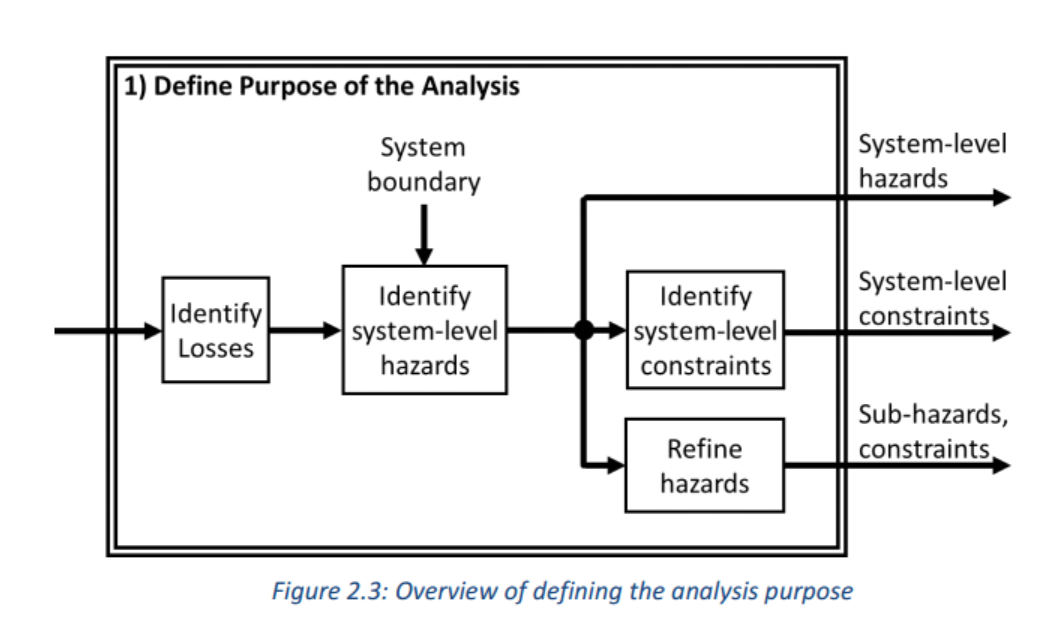 1) Define Purpose of the Analysis
System
boundary
System-level
hazards
Identify
Losses
Identify
system-level
hazards
Identify
system-level
constraints
System-level
constraints
Refine
hazards
Sub-hazards,
constraints
Figure 2.3: Overview of defining the analysis purpose